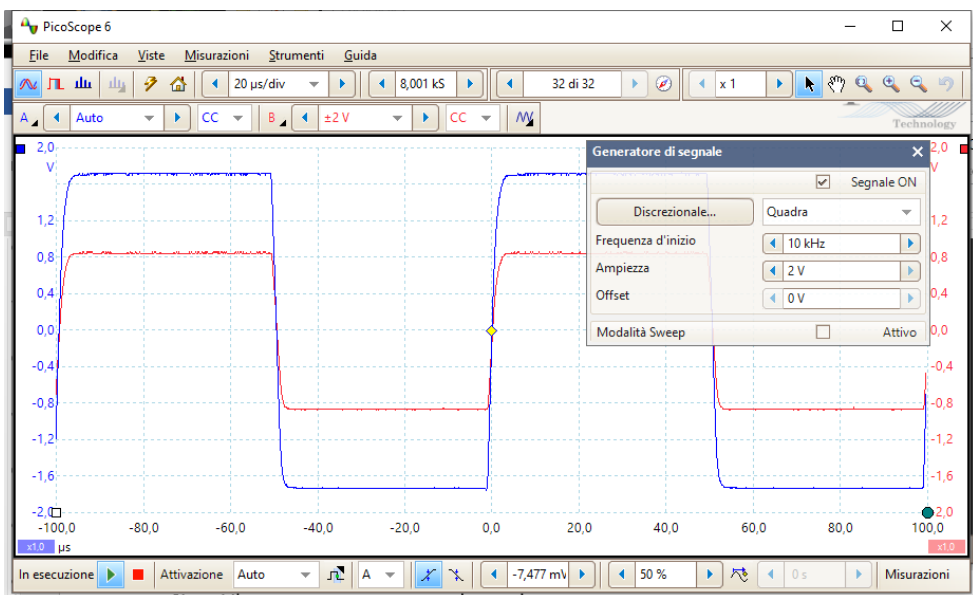 PicoScope 6
File Modifica Viste Misurazioni Strumenti Guida
20 µs/div 8,001 kS 32 di 32 x 1
A Auto CC B ±2 V CC
Technology
2,0
V
1,2
0,8
0,4
0,0
-0,4
-0,8
-1,2
-1,6
-2,0
Generatore di segnale
Segnale ON
Discrezionale... Quadra
Frequenza d'inizio 10 kHz
Ampiezza 2 V
Offset 0 V
Modalità Sweep Attivo
2,0
V
1,2
0,8
0,4
0,0
-0,4
-0,8
-1,2
-1,6
2,0
-100,0 -80,0 -60,0 -40,0 -20,0 0,0 20,0 40,0 60,0 80,0 100,0
x1,0 µs x1,0
In esecuzione Attivazione Auto A -7,477 mV 50 % 0 s Misurazioni